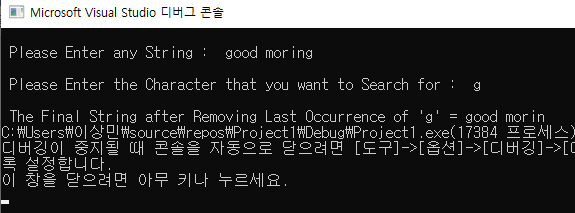 Microsoft Visual Studio 디버그 콘솔
Please Enter any String :  good moring
Please Enter the Character that you want to Search for :  g
The Final String after Removing Last Occurrence of 'g' = good morin
C:₩Users₩이상민₩source₩repos₩Project1₩Debug₩Project1.exe(17384 프로세스)
디버깅이 중지될 때 콘솔을 자동으로 닫으려면 [도구]->[옵션]->[디버깅]->[
록 설정합니다.
이 창을 닫으려면 아무 키나 누르세요.